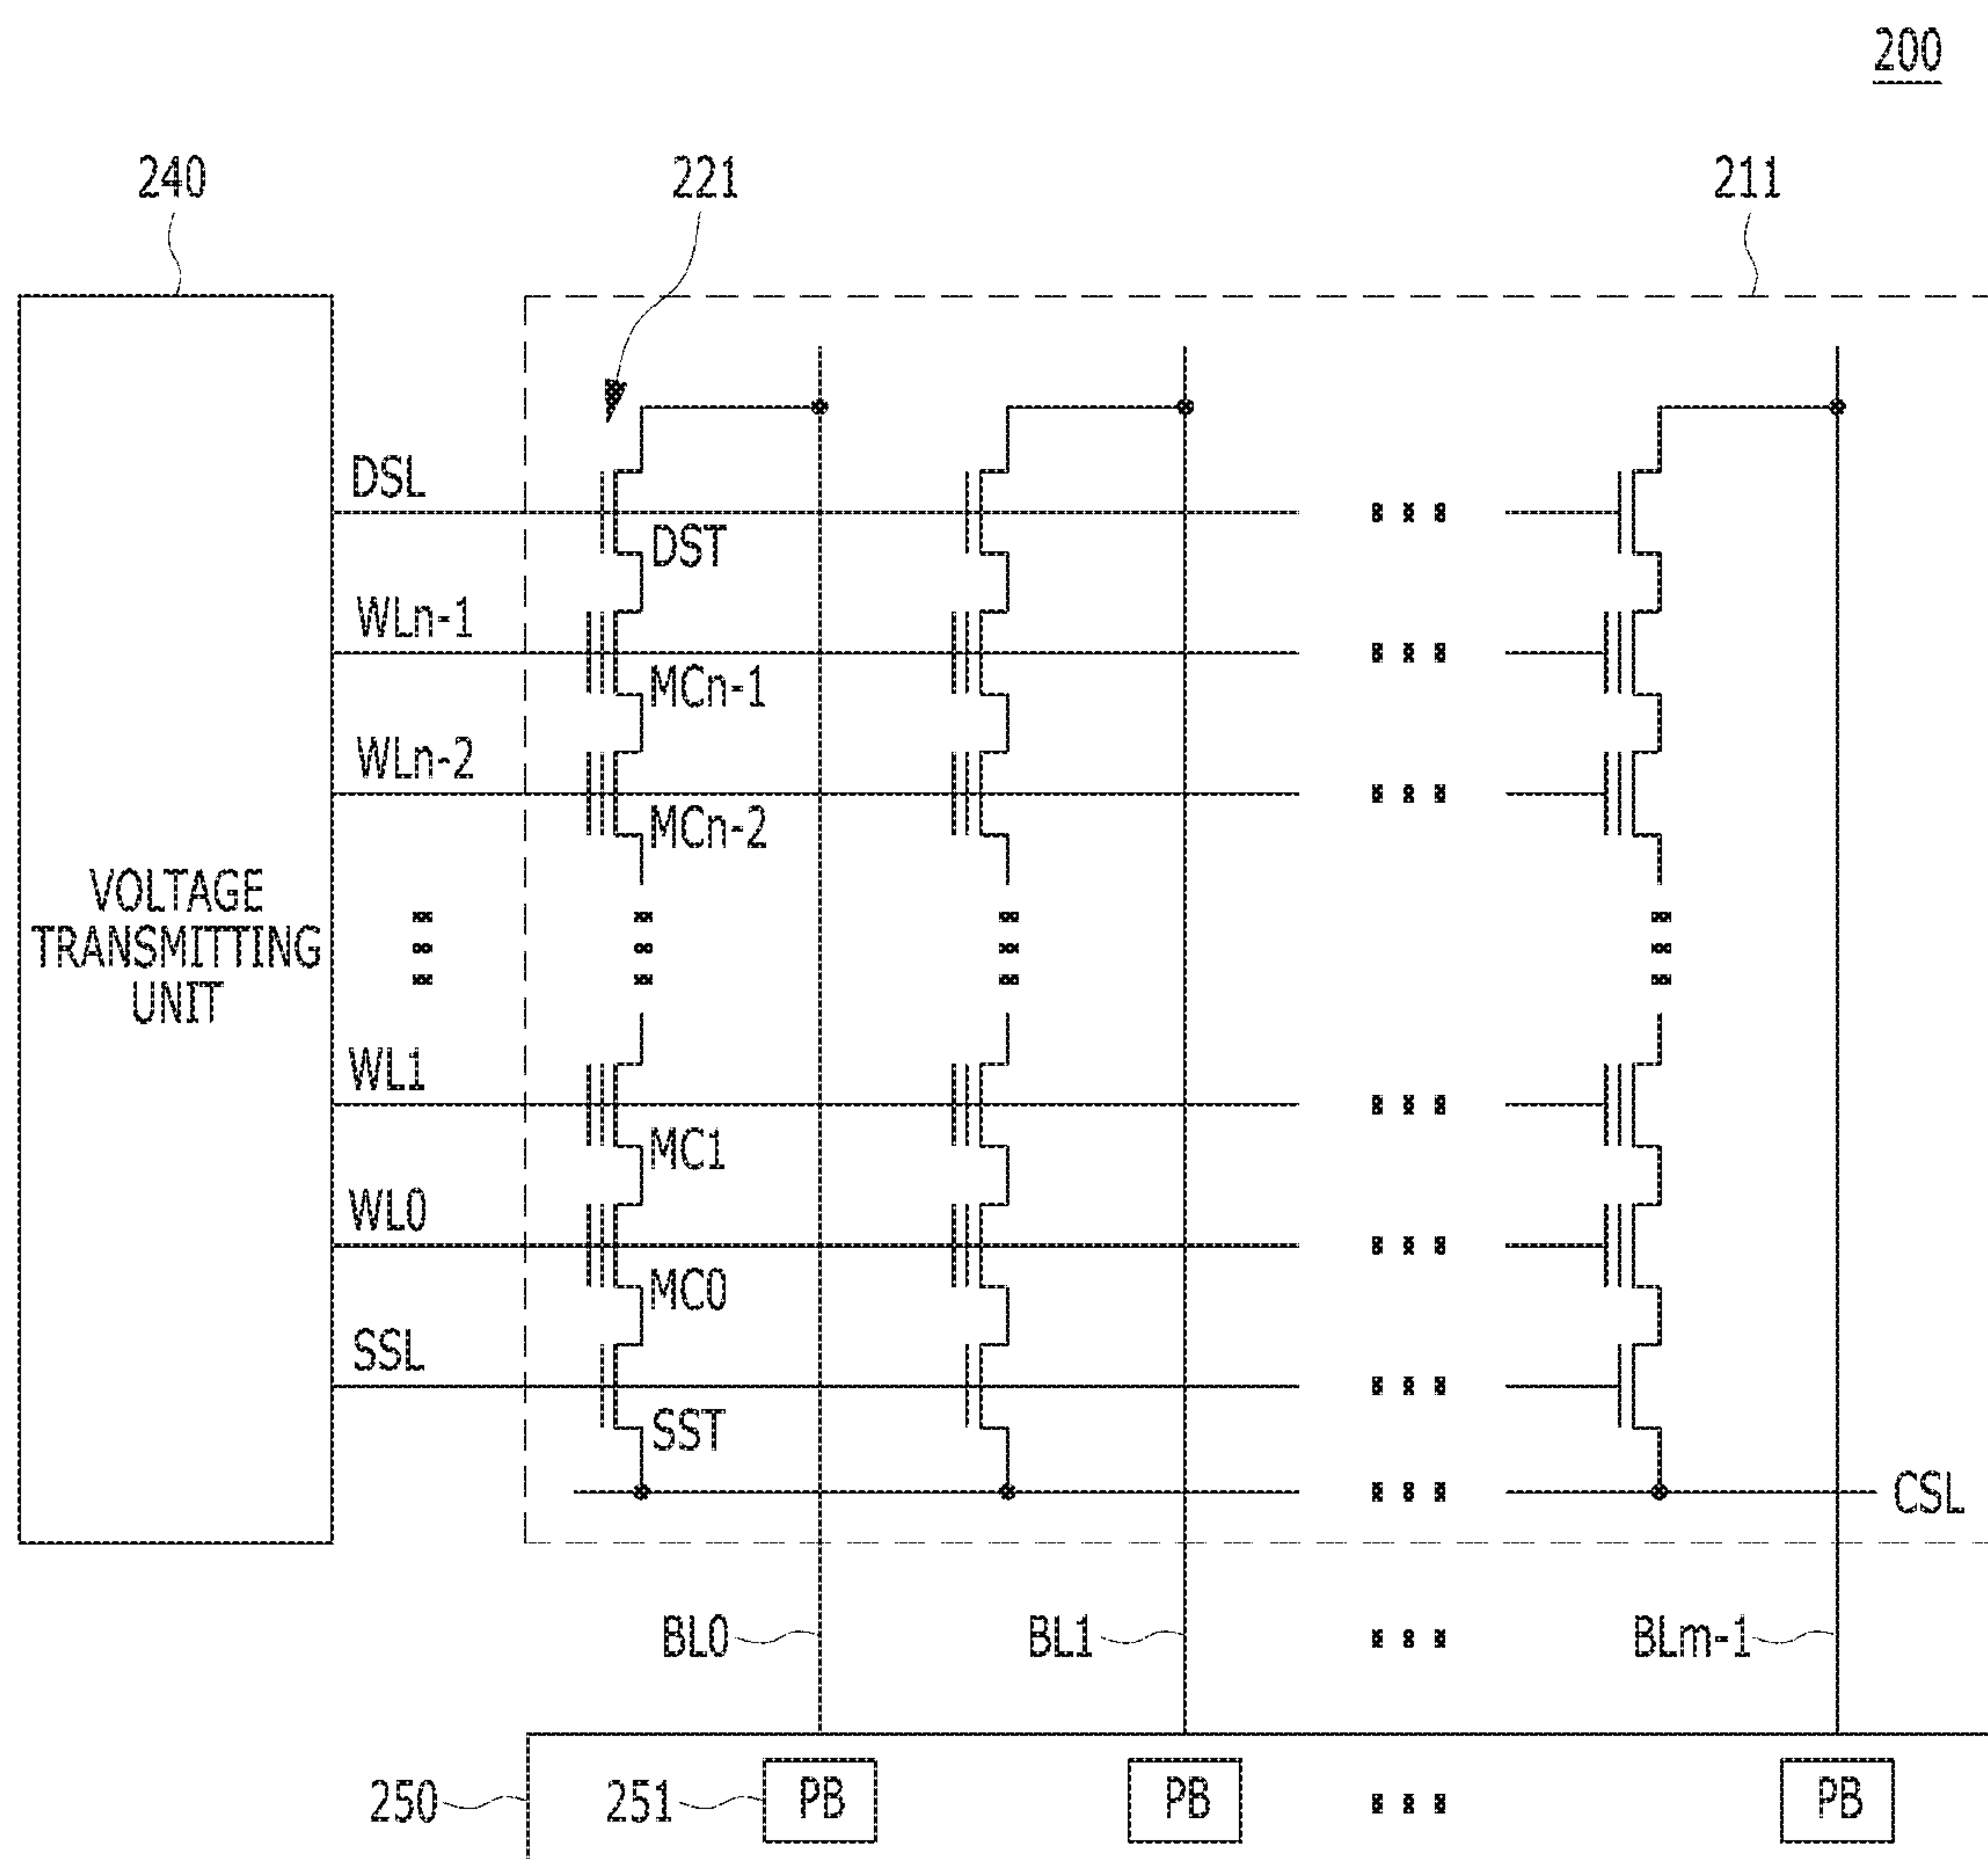 200
240
221
211
DSL
DST
WLn-1
MCn-1
WLn-2
MCn-2
VOLTAGE
TRANSMITTING
UNIT
WL1
MC1
WL0
MC0
SSL
SST
CSL
BL0
BL1
BLm-1
250
251
PB
PB
PB